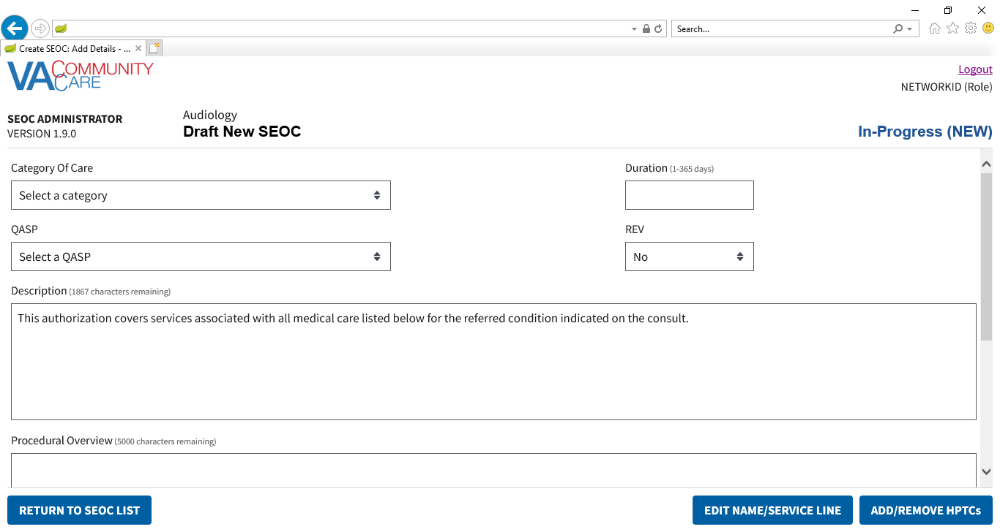 Search...
Create SEOC: Add Details - ...
VA COMMUNITY CARE
Logout
NETWORKID (Role)
SEOC ADMINISTRATOR
VERSION 1.9.0
Audiology
Draft New SEOC
In-Progress (NEW)
Category Of Care
Duration (1-365 days)
Select a category
QASP
REV
Select a QASP
No
Description (1867 characters remaining)
This authorization covers services associated with all medical care listed below for the referred condition indicated on the consult.
Procedural Overview (5000 characters remaining)
RETURN TO SEOC LIST
EDIT NAME/SERVICE LINE
ADD/REMOVE HPTCs